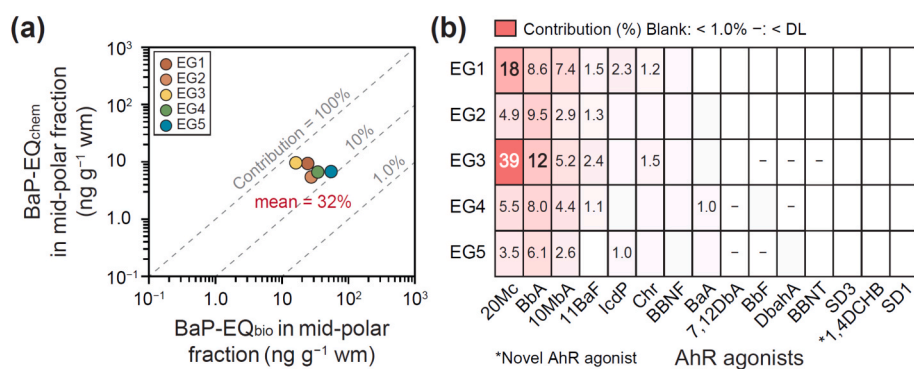 (a)
BaP-EQchem
in mid-polar fraction
(ng g⁻¹ wm)
10³
10²
10
1.0
10⁻¹
EG1
EG2
EG3
EG4
EG5
Contribution = 100%
10%
1.0%
mean = 32%
10⁻¹ 1.0 10 10² 10³
BaP-EQbio in mid-polar
fraction (ng g⁻¹ wm)
(b)
Contribution (%) Blank: < 1.0% −: < DL
EG1 18 8.6 7.4 1.5 2.3 1.2
EG2 4.9 9.5 2.9 1.3
EG3 39 12 5.2 2.4 1.5 − − −
EG4 5.5 8.0 4.4 1.1 1.0 − −
EG5 3.5 6.1 2.6 1.0 − −
20Mc BbA 10MbA 11BaF IcdP Chr BBNF BaA 7,12DbA BbF DbahA BBNT SD3 *1,4DCHB SD1
*Novel AhR agonist
AhR agonists